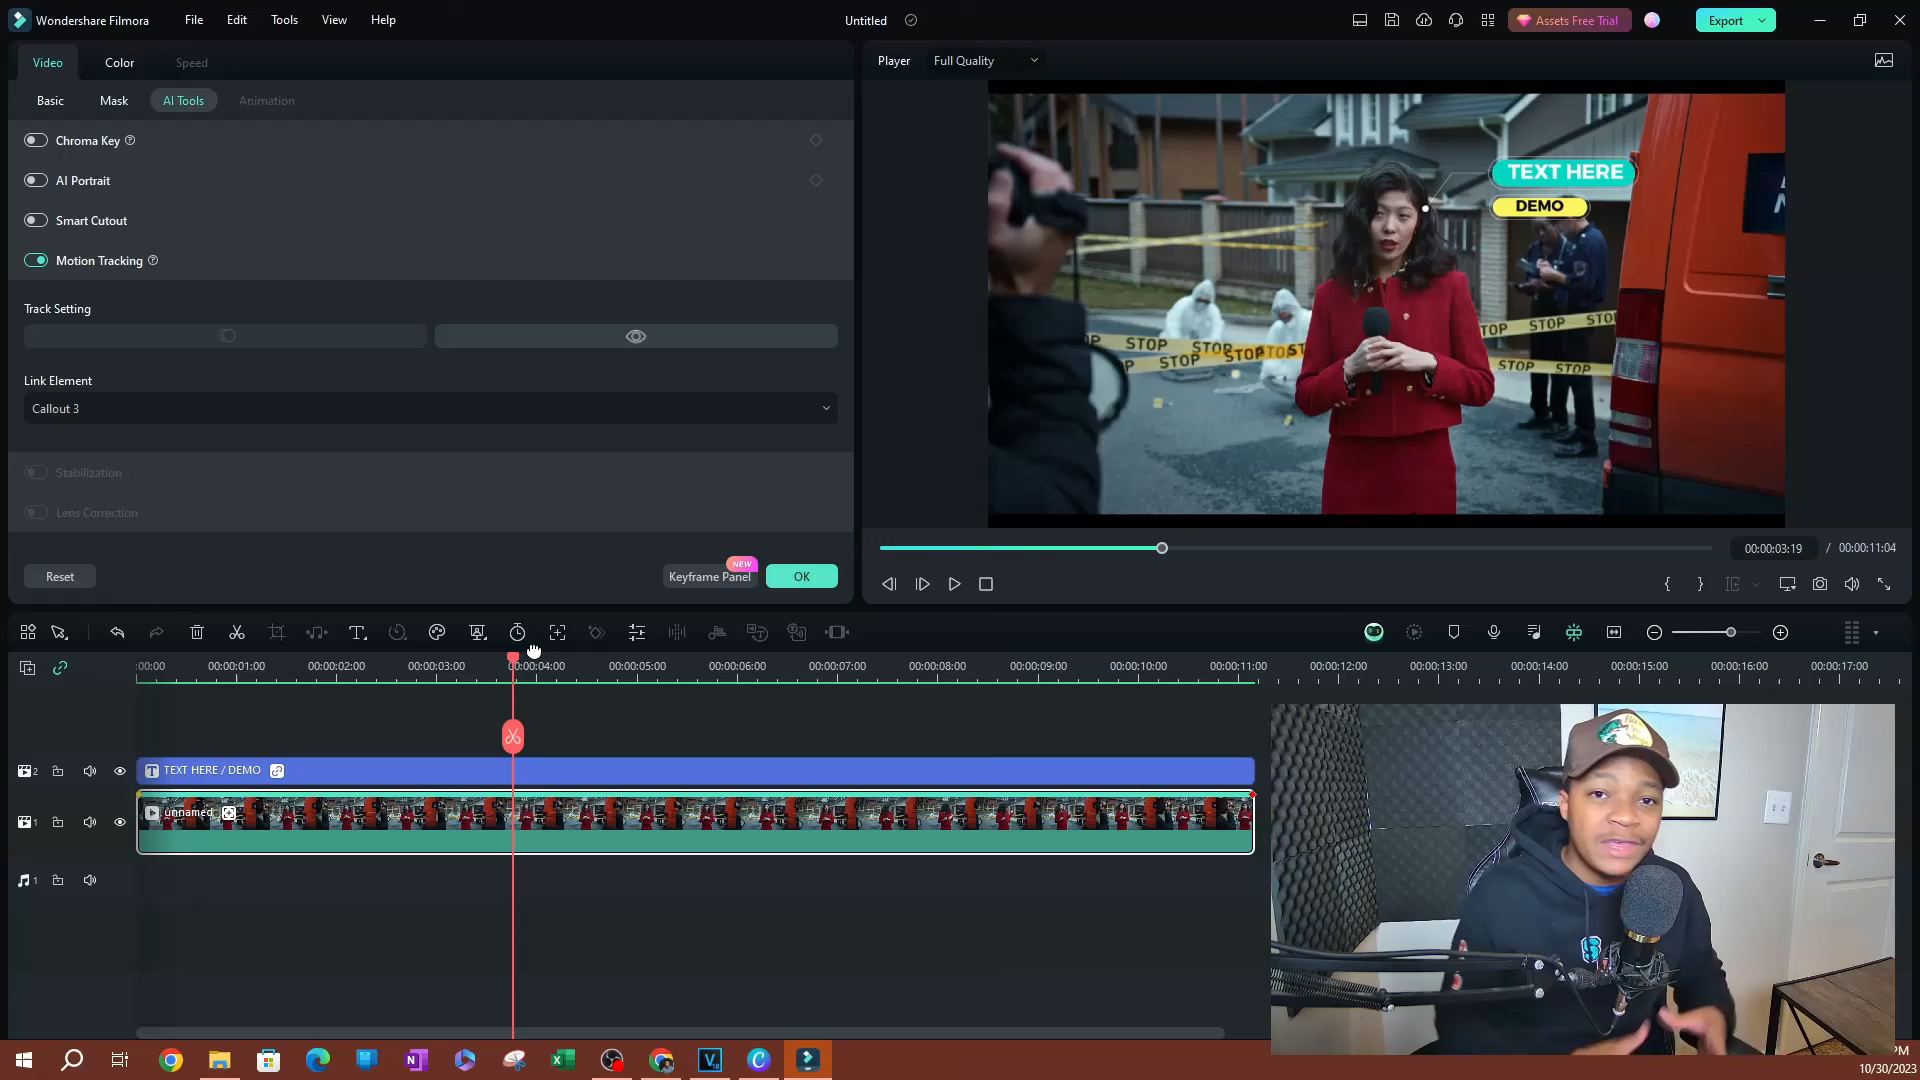 Wondershare Filmora
File
Edit
Tools
View
Help
Untitled
Assets Free Trial
Export
Video
Color
Speed
Player
Full Quality
Basic
Mask
AI Tools
Animation
Chroma Key
AI Portrait
Smart Cutout
Motion Tracking
Track Setting
Link Element
Callout 3
Stabilization
Lens Correction
TEXT HERE
DEMO
STOP STOP
STOP STOP STOP
STOP STOP
NEW
Reset
Keyframe Panel
OK
00:00:03:19 / 00:00:11:04
:00:00 00:00:01:00 00:00:02:00 00:00:03:00 00:00:04:00 00:00:05:00 00:00:06:00 00:00:07:00 00:00:08:00 00:00:09:00 00:00:10:00 00:00:11:00 00:00:12:00 00:00:13:00 00:00:14:00 00:00:15:00 00:00:16:00 00:00:17:00
2
TEXT HERE / DEMO
1
unnamed
1
PM
10/30/2023